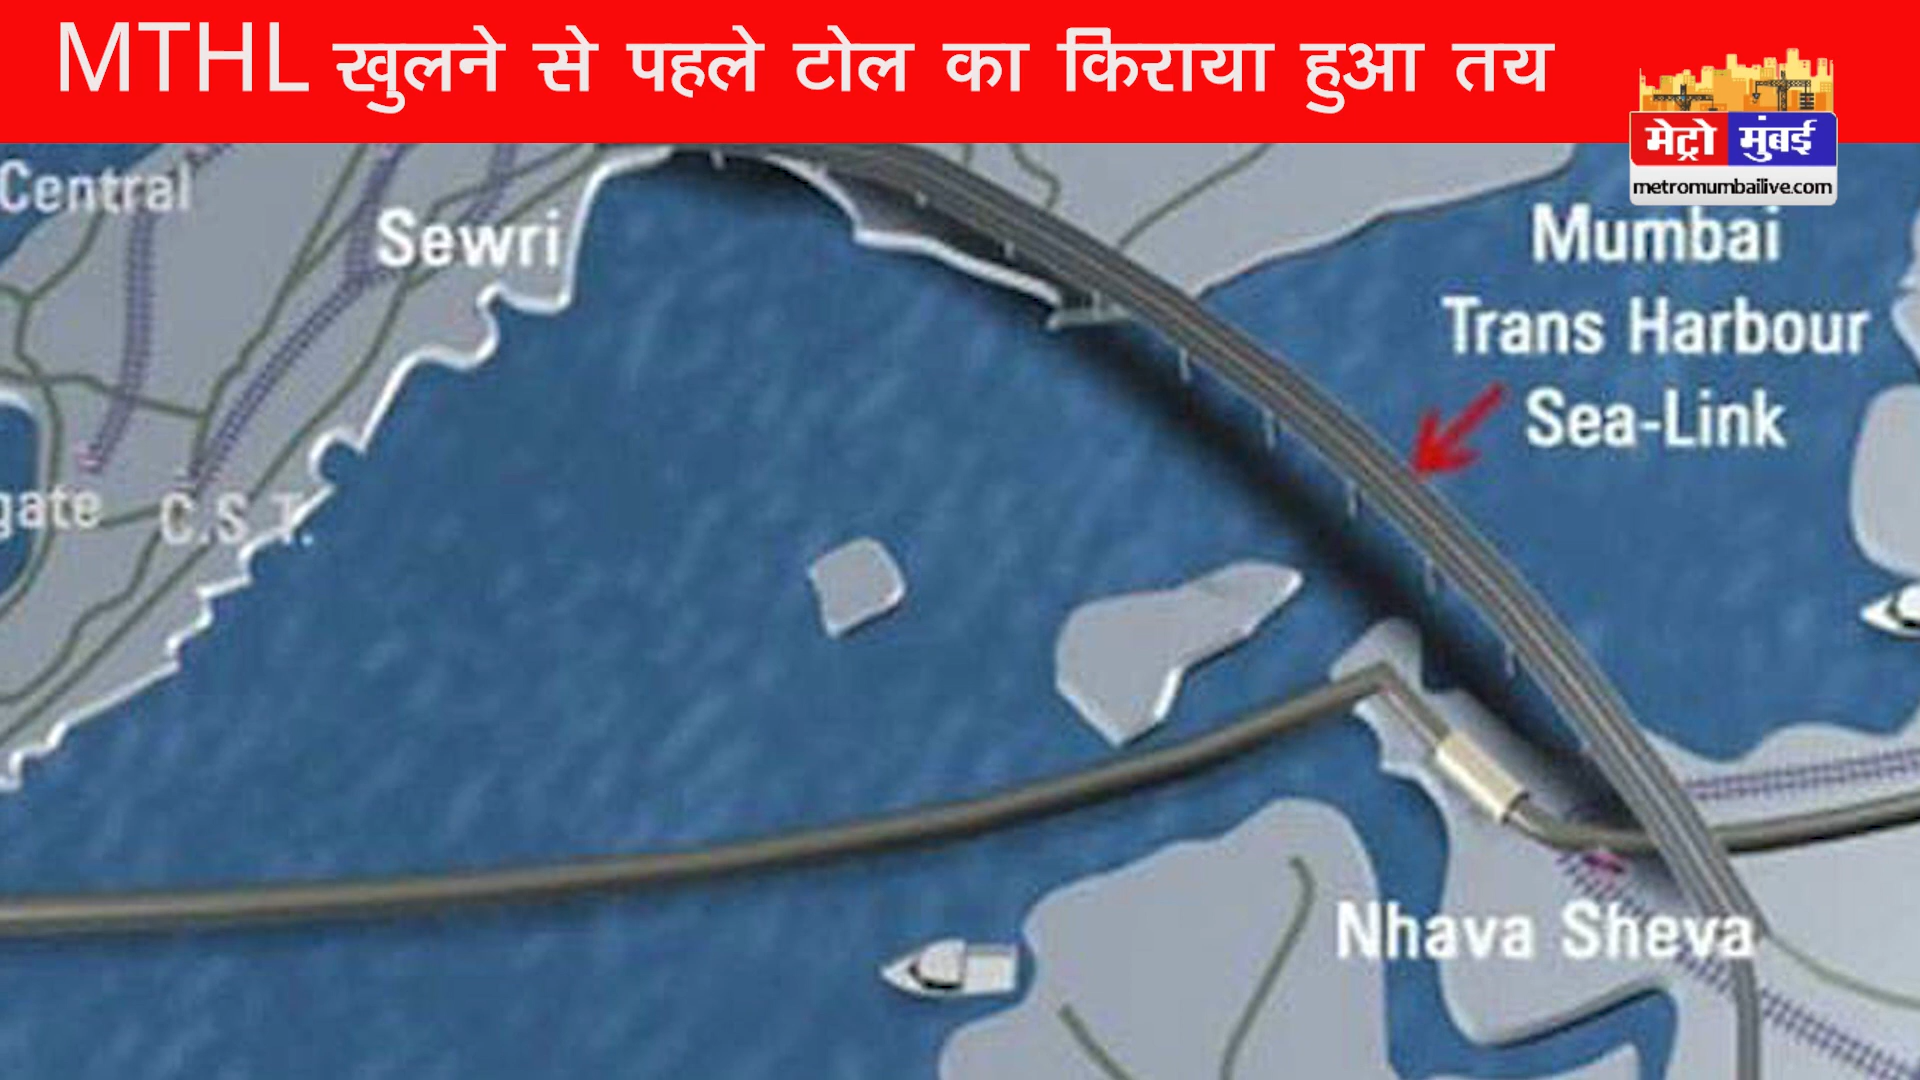 MTHL खुलने से पहले टोल का किराया हुआ तय
मेट्रो मुंबई
metromumbailive.com
Central
Sewri
Mumbai
Trans Harbour
Sea-Link
gate
C.S.T.
Nhava Sheva